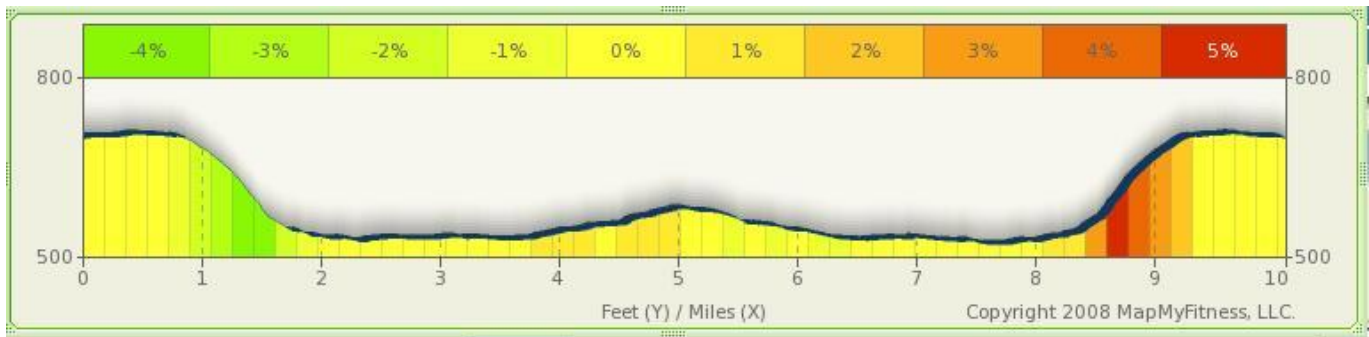 -4% -3% -2% -1% 0% 1% 2% 3% 4% 5%
800 800
500 500
0 1 2 3 4 5 6 7 8 9 10
Feet (Y) / Miles (X) Copyright 2008 MapMyFitness, LLC.